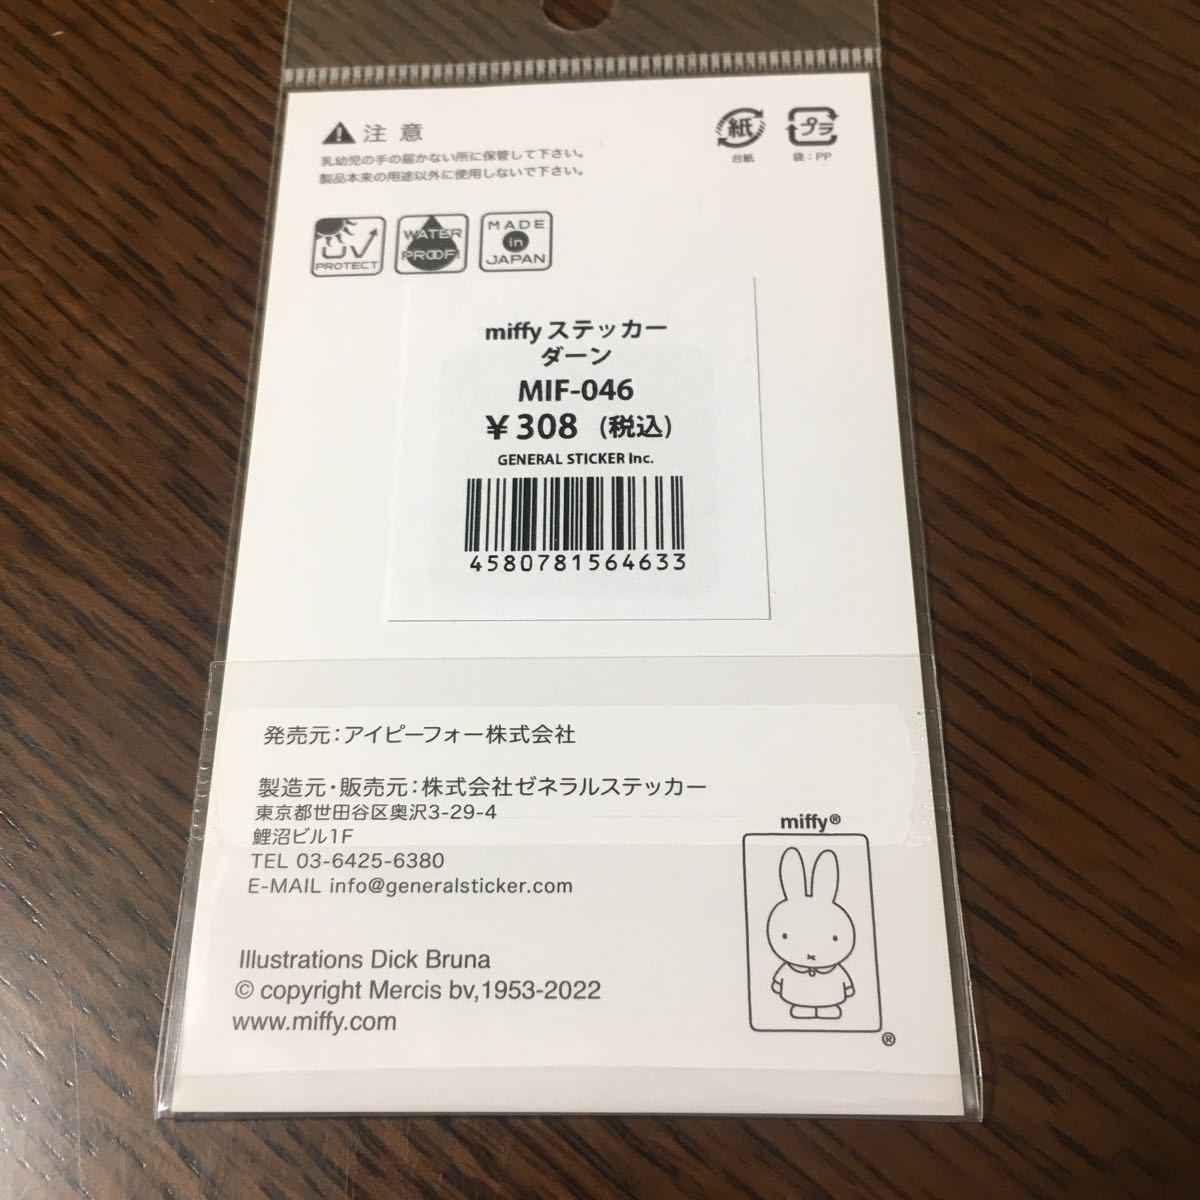 注意
乳幼児の手の届かない所に保管して下さい。
製品本来の用途以外に使用しないで下さい。
紙
台紙
プラ
袋：PP
UV
PROTECT
WATER
PROOF!
MADE
in
JAPAN
miffy ステッカー
ダーン
MIF-046
￥308 (税込)
GENERAL STICKER Inc.
4580781564633
発売元：アイピーフォー株式会社
製造元・販売元：株式会社ゼネラルステッカー
東京都世田谷区奥沢3-29-4
鯉沼ビル1F
TEL 03-6425-6380
E-MAIL info@generalsticker.com
miffy®
Illustrations Dick Bruna
© copyright Mercis bv,1953-2022
www.miffy.com
®